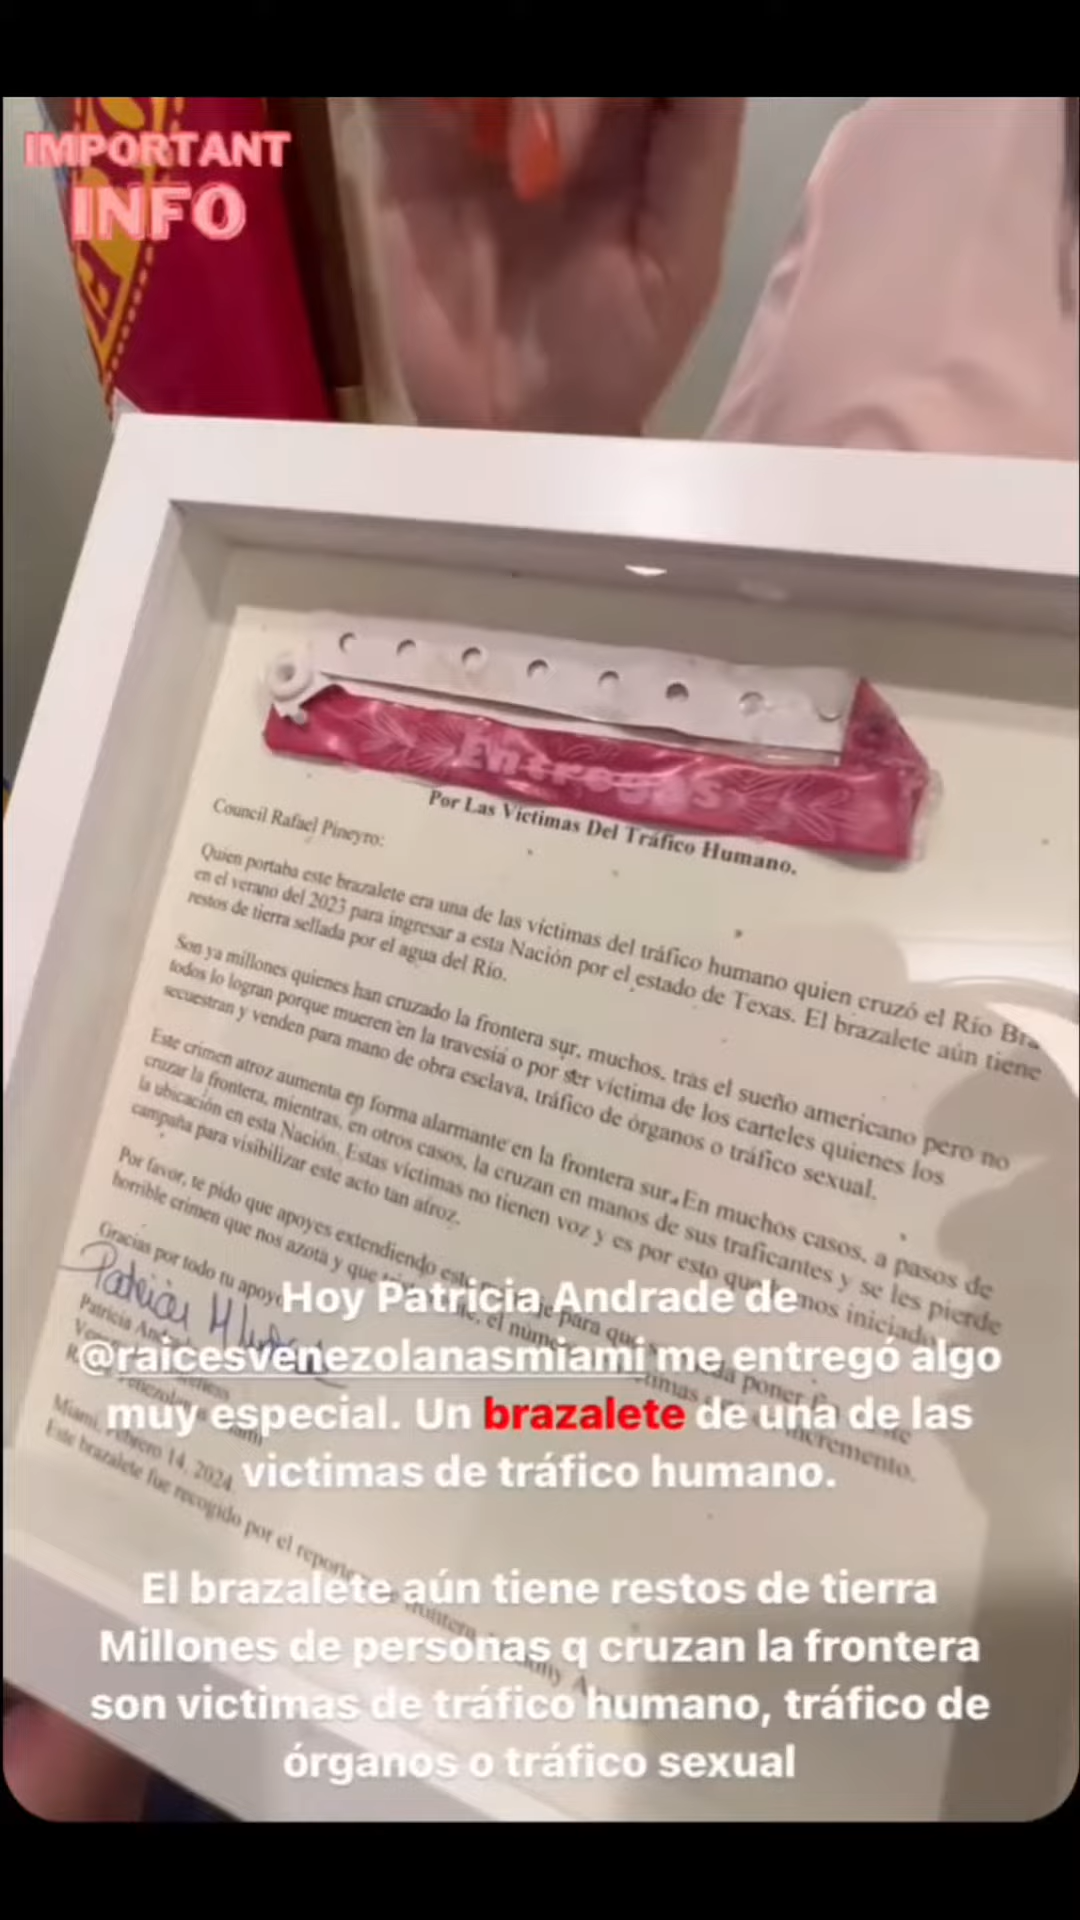 IMPORTANT
INFO
Entregas
Por Las Víctimas Del Tráfico Humano.
Council Rafael Pineyro:
Quien portaba este brazalete era una de las víctimas del tráfico humano quien cruzó el Río
en el verano del 2023 para ingresar a esta Nación por el estado de Texas. El brazalete aún tiene
restos de tierra sellada por el agua del Río.
Son ya millones quienes han cruzado la frontera sur, muchos, tras el sueño americano pero no
todos lo logran porque mueren en la travesía o por ser víctima de los carteles quienes los
secuestran y venden para mano de obra esclava, tráfico de órganos o tráfico sexual.
Este crimen atroz aumenta en forma alarmante en la frontera sur. En muchos casos, a pasos de
cruzar la frontera, mientras, en otros casos, la cruzan en manos de sus traficantes y se les pierde
la ubicación en esta Nación. Estas víctimas no tienen voz y es por esto que hemos iniciado
campaña para visibilizar este acto tan atroz.
Por favor, te pido que apoyes extendiendo este para que poner
horrible crimen que nos azota y que el incremento.
Gracias por todo tu apoyo
Patricia
Miami, Febrero 14, 2024
Este brazalete fue recogido por el
Hoy Patricia Andrade de
@raicesvenezolanasmiami me entregó algo
muy especial. Un brazalete de una de las
victimas de tráfico humano.
El brazalete aún tiene restos de tierra
Millones de personas q cruzan la frontera
son victimas de tráfico humano, tráfico de
órganos o tráfico sexual